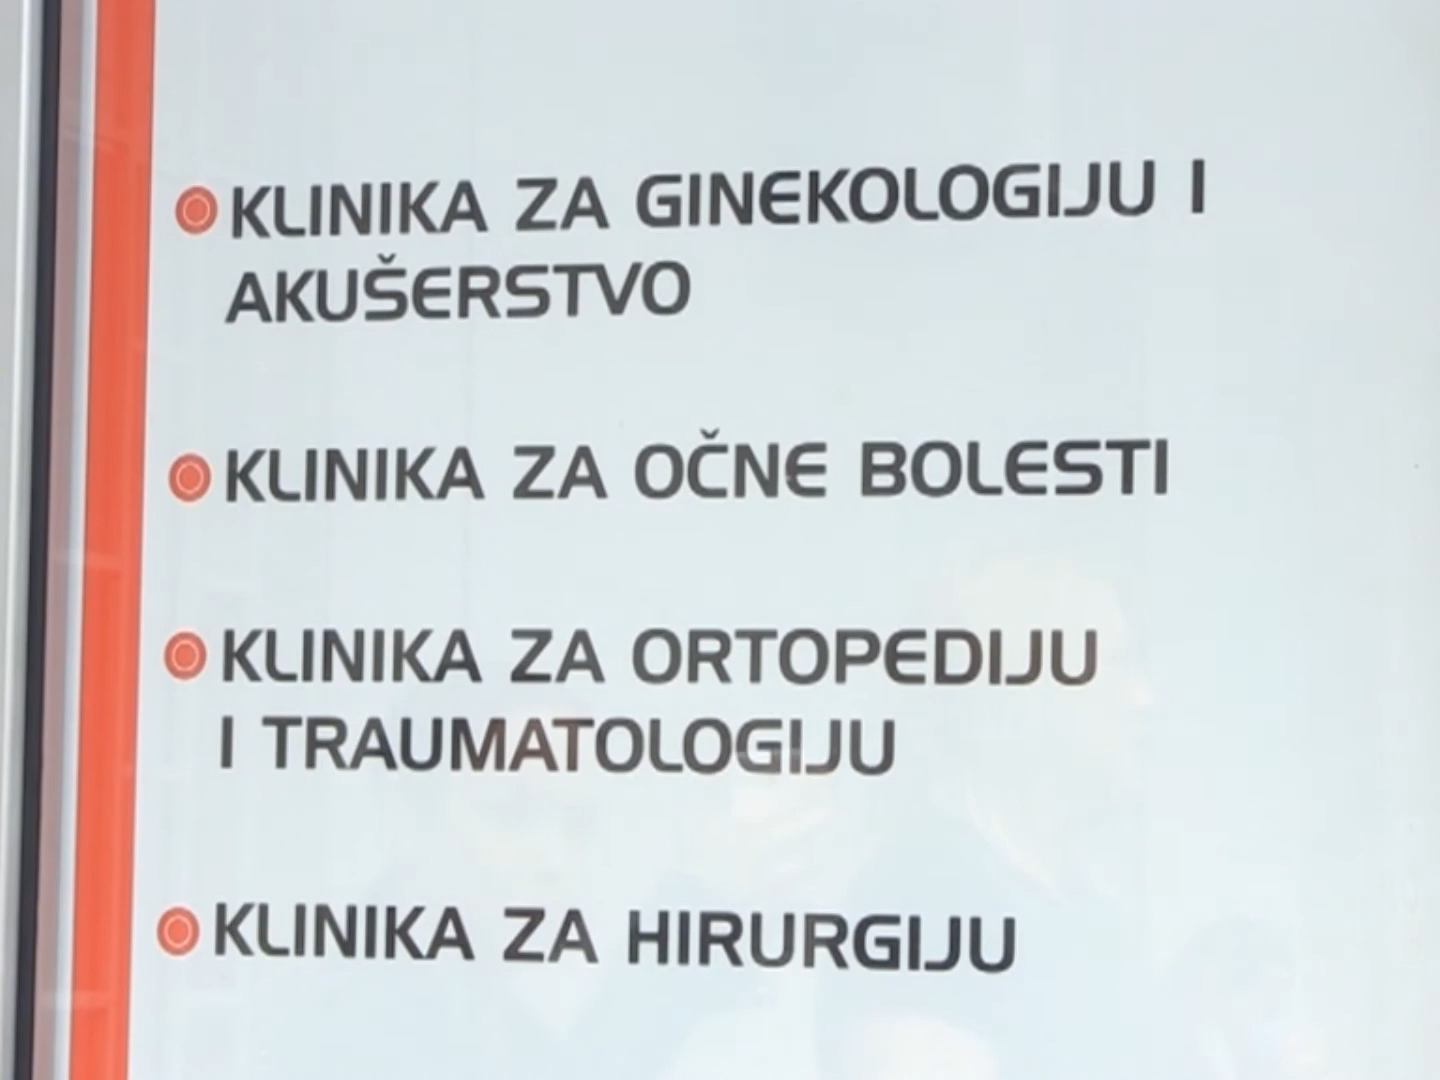 KLINIKA ZA GINEKOLOGIJU I
AKUŠERSTVO
KLINIKA ZA OČNE BOLESTI
KLINIKA ZA ORTOPEDIJU
I TRAUMATOLOGIJU
KLINIKA ZA HIRURGIJU